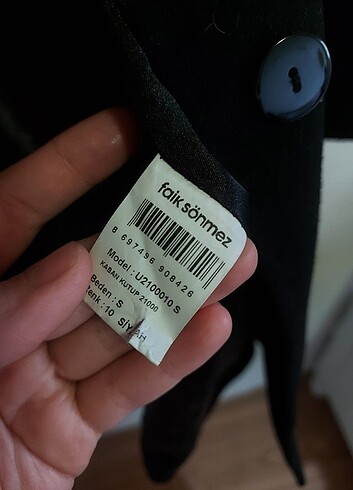 faik sönmez
8 697496 908426
Model : U2100010 S
KABAN KUTUP 21000
Beden : S
Renk : 10 SİYAH